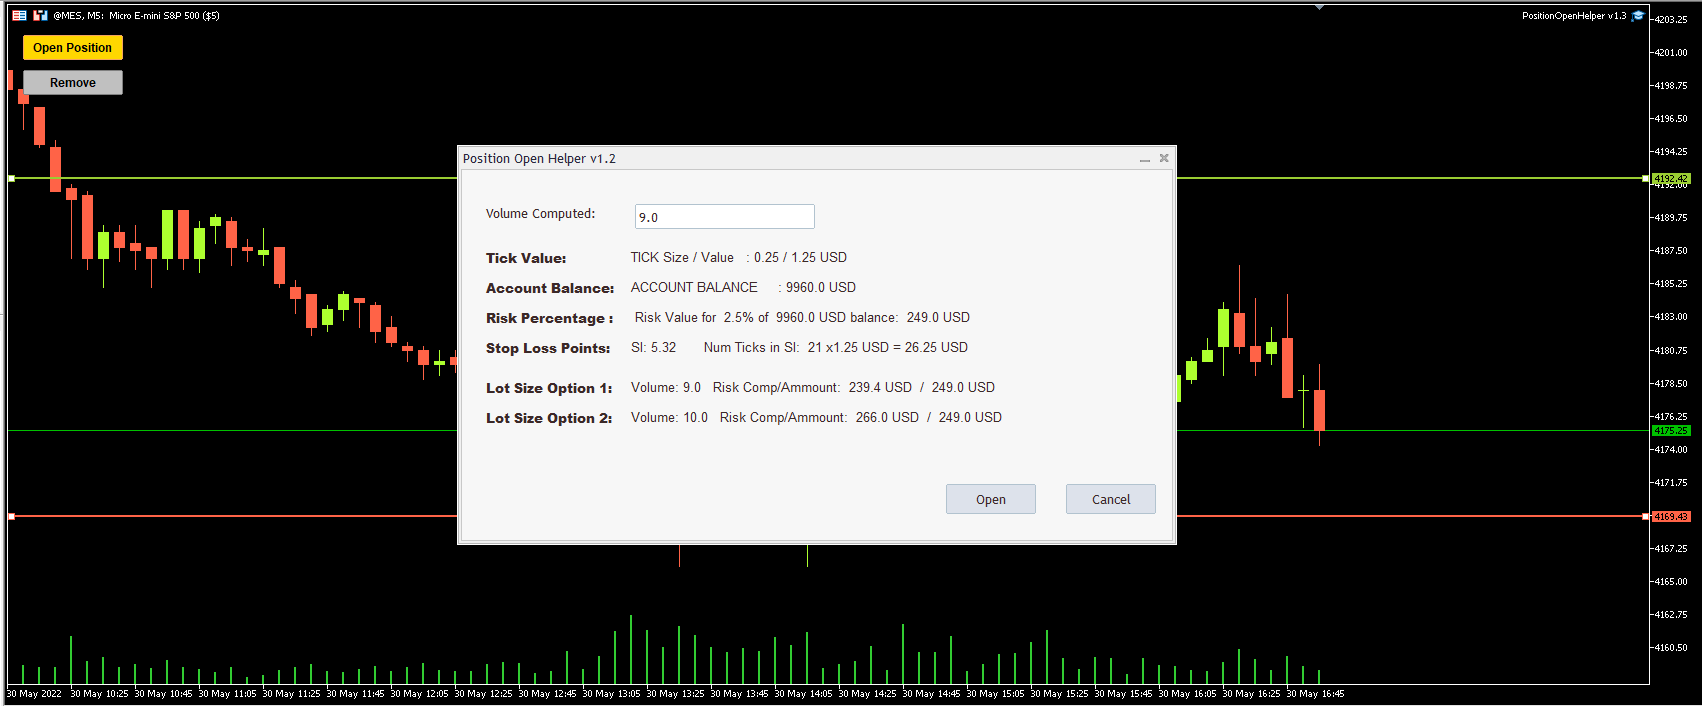 @MES, M5: Micro E-mini S&P 500 ($5)
PositionOpenHelper v1.3
Open Position
Remove
Position Open Helper v1.2
Volume Computed: 9.0
Tick Value: TICK Size / Value : 0.25 / 1.25 USD
Account Balance: ACCOUNT BALANCE : 9960.0 USD
Risk Percentage : Risk Value for 2.5% of 9960.0 USD balance: 249.0 USD
Stop Loss Points: Sl: 5.32 Num Ticks in Sl: 21 x1.25 USD = 26.25 USD
Lot Size Option 1: Volume: 9.0 Risk Comp/Ammount: 239.4 USD / 249.0 USD
Lot Size Option 2: Volume: 10.0 Risk Comp/Ammount: 266.0 USD / 249.0 USD
Open
Cancel
4203.25
4201.00
4198.75
4196.50
4194.25
4192.42
4192.00
4189.75
4187.50
4185.25
4183.00
4180.75
4178.50
4176.25
4175.25
4174.00
4171.75
4169.43
4167.25
4165.00
4162.75
4160.50
30 May 2022 30 May 10:25 30 May 10:45 30 May 11:05 30 May 11:25 30 May 11:45 30 May 12:05 30 May 12:25 30 May 12:45 30 May 13:05 30 May 13:25 30 May 13:45 30 May 14:05 30 May 14:25 30 May 14:45 30 May 15:05 30 May 15:25 30 May 15:45 30 May 16:05 30 May 16:25 30 May 16:45